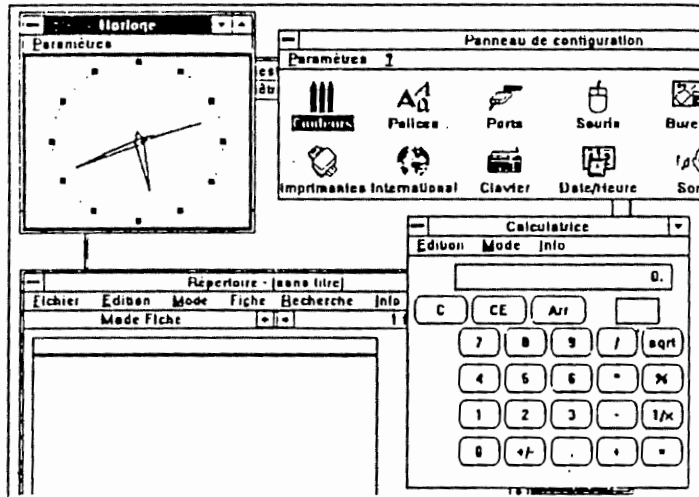 Horloge
Paramètres
Panneau de configuration
Paramètres ?
Couleurs Polices Ports Souris
Imprimantes International Clavier Date/Heure
Calculatrice
Edition Mode Info
0.
C CE Arr
7 8 9 / sqrt
4 5 6 * %
1 2 3 - 1/x
0 +/- . + =
Répertoire - (sans titre)
Fichier Edition Mode Fiche Recherche Info
Mode Fiche